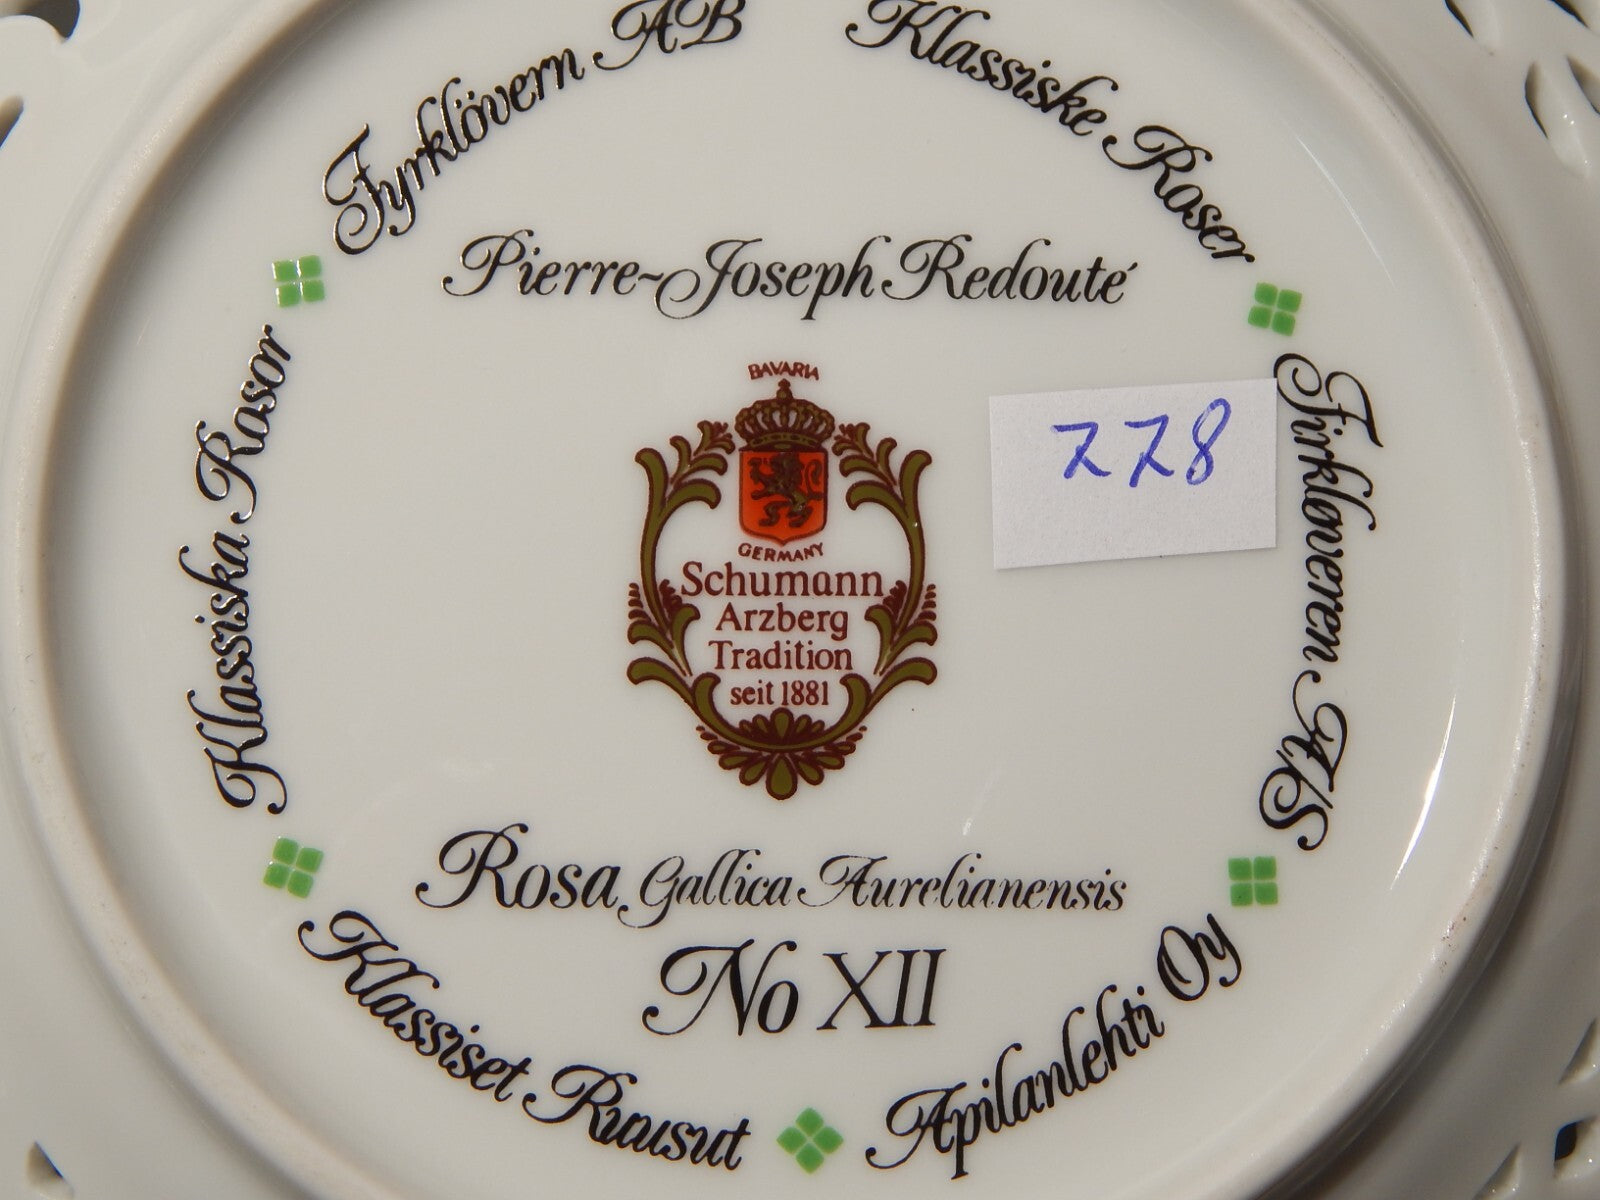 Fyrklövern AB
Klassiske Roser
Pierre-Joseph Redouté
Klassiska Rosor
Firkløveren A/S
BAVARIA
GERMANY
Schumann
Arzberg
Tradition
seit 1881
228
Rosa Gallica Aurelianensis
No XII
Klassiset Ruusut
Apilanlehti Oy